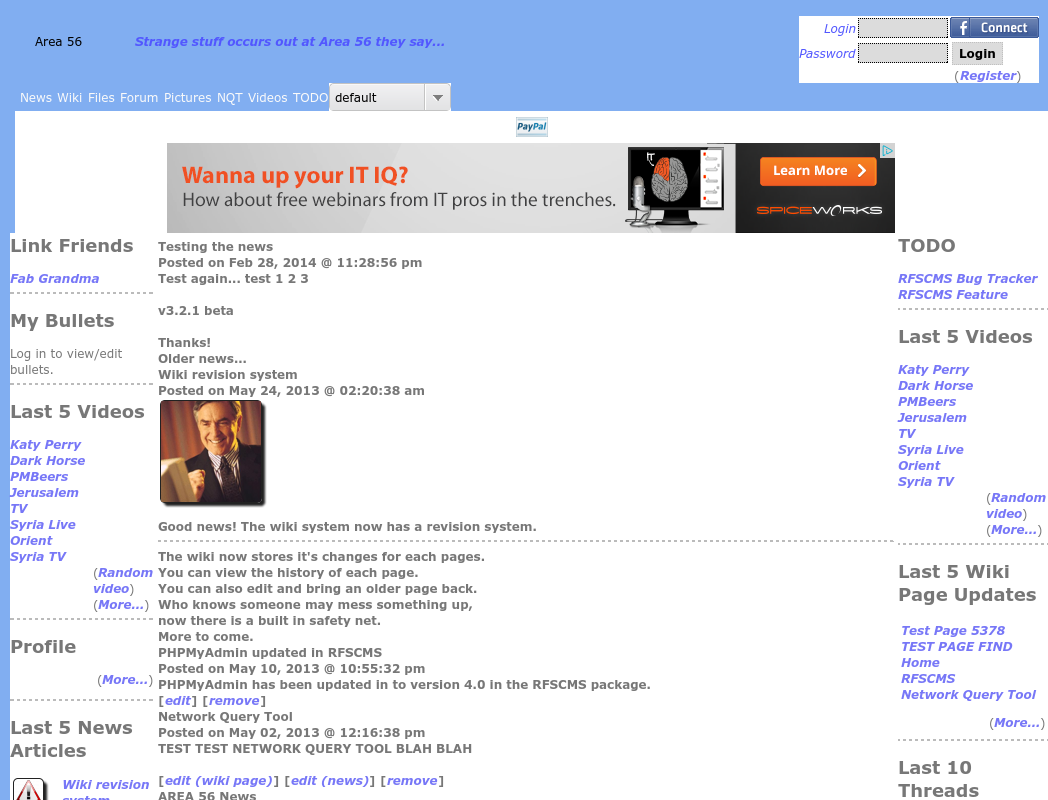 Area 56
Strange stuff occurs out at Area 56 they say...
Login
Connect
Password
Login
(Register)
News Wiki Files Forum Pictures NQT Videos TODO
default
PayPal
Wanna up your IT IQ?
How about free webinars from IT pros in the trenches.
IT
Learn More
SPICEWORKS
Link Friends
Fab Grandma
My Bullets
Log in to view/edit
bullets.
Last 5 Videos
Katy Perry
Dark Horse
PMBeers
Jerusalem
TV
Syria Live
Orient
Syria TV
(Random
video)
(More...)
Profile
(More...)
Last 5 News
Articles
Wiki revision
system
Testing the news
Posted on Feb 28, 2014 @ 11:28:56 pm
Test again... test 1 2 3
v3.2.1 beta
Thanks!
Older news...
Wiki revision system
Posted on May 24, 2013 @ 02:20:38 am
Good news! The wiki system now has a revision system.
The wiki now stores it's changes for each pages.
You can view the history of each page.
You can also edit and bring an older page back.
Who knows someone may mess something up,
now there is a built in safety net.
More to come.
PHPMyAdmin updated in RFSCMS
Posted on May 10, 2013 @ 10:55:32 pm
PHPMyAdmin has been updated in to version 4.0 in the RFSCMS package.
[edit] [remove]
Network Query Tool
Posted on May 02, 2013 @ 12:16:38 pm
TEST TEST NETWORK QUERY TOOL BLAH BLAH
[edit (wiki page)] [edit (news)] [remove]
AREA 56 News
TODO
RFSCMS Bug Tracker
RFSCMS Feature
Last 5 Videos
Katy Perry
Dark Horse
PMBeers
Jerusalem
TV
Syria Live
Orient
Syria TV
(Random
video)
(More...)
Last 5 Wiki
Page Updates
Test Page 5378
TEST PAGE FIND
Home
RFSCMS
Network Query Tool
(More...)
Last 10
Threads